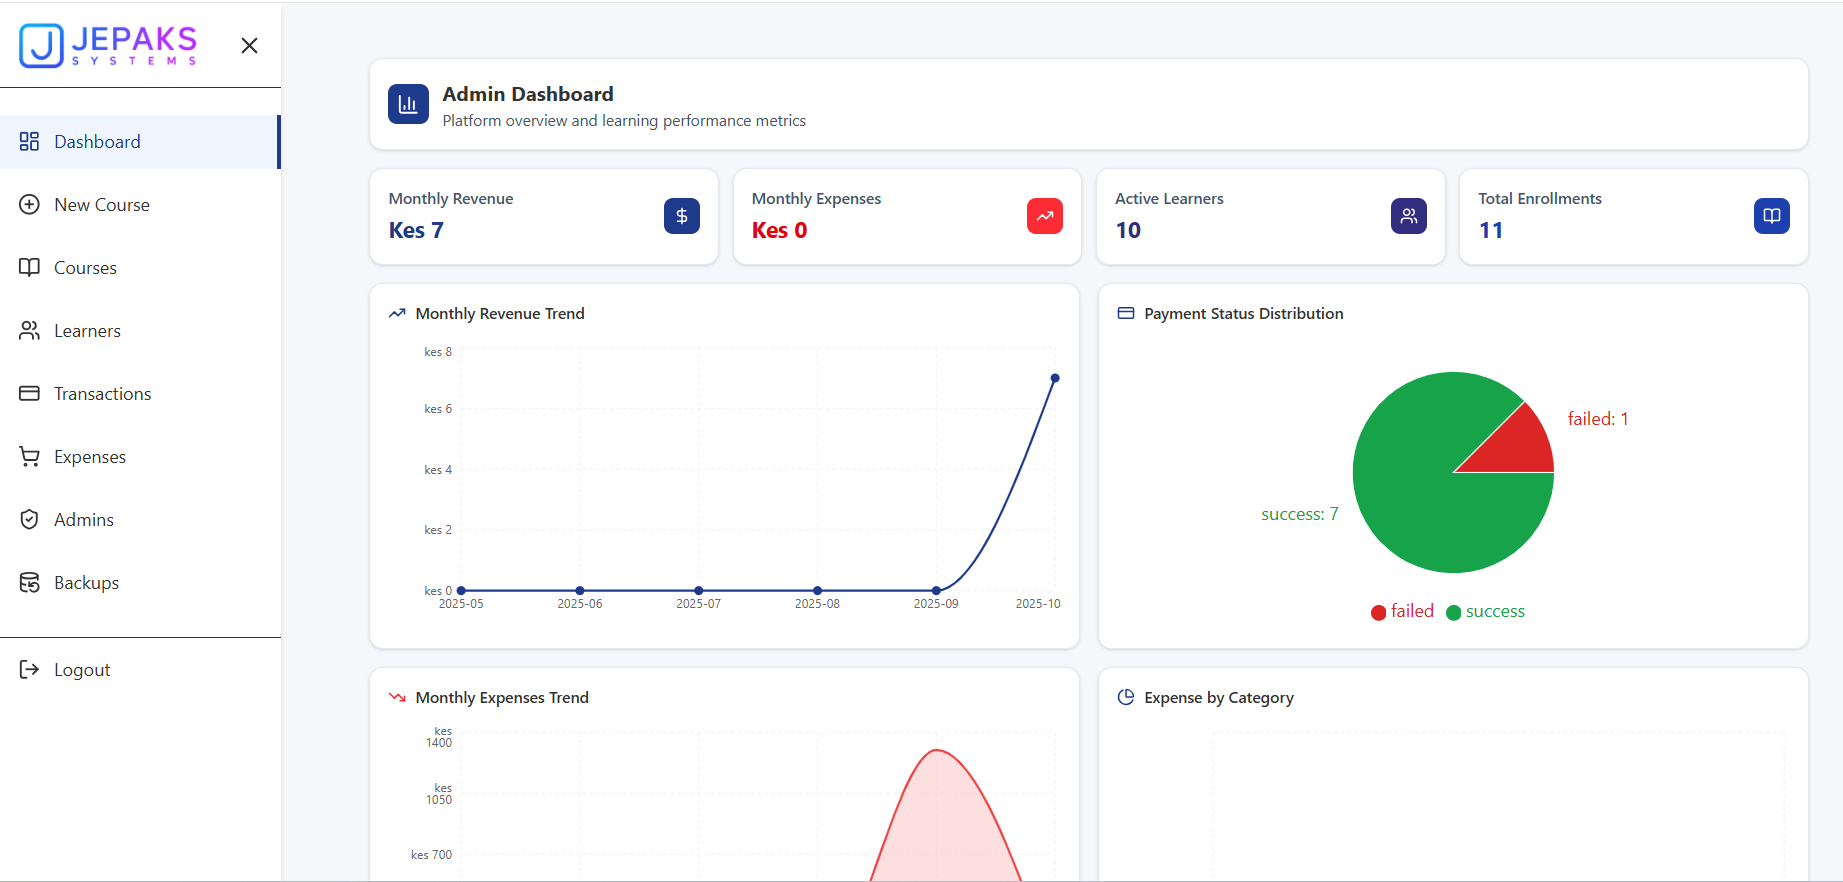 JEPAKS
SYSTEMS
Dashboard
New Course
Courses
Learners
Transactions
Expenses
Admins
Backups
Logout
Admin Dashboard
Platform overview and learning performance metrics
Monthly Revenue
Kes 7
Monthly Expenses
Kes 0
Active Learners
10
Total Enrollments
11
Monthly Revenue Trend
kes 8
kes 6
kes 4
kes 2
kes 0
2025-05 2025-06 2025-07 2025-08 2025-09 2025-10
Payment Status Distribution
failed: 1
success: 7
failed success
Monthly Expenses Trend
kes
1400
kes
1050
kes 700
Expense by Category